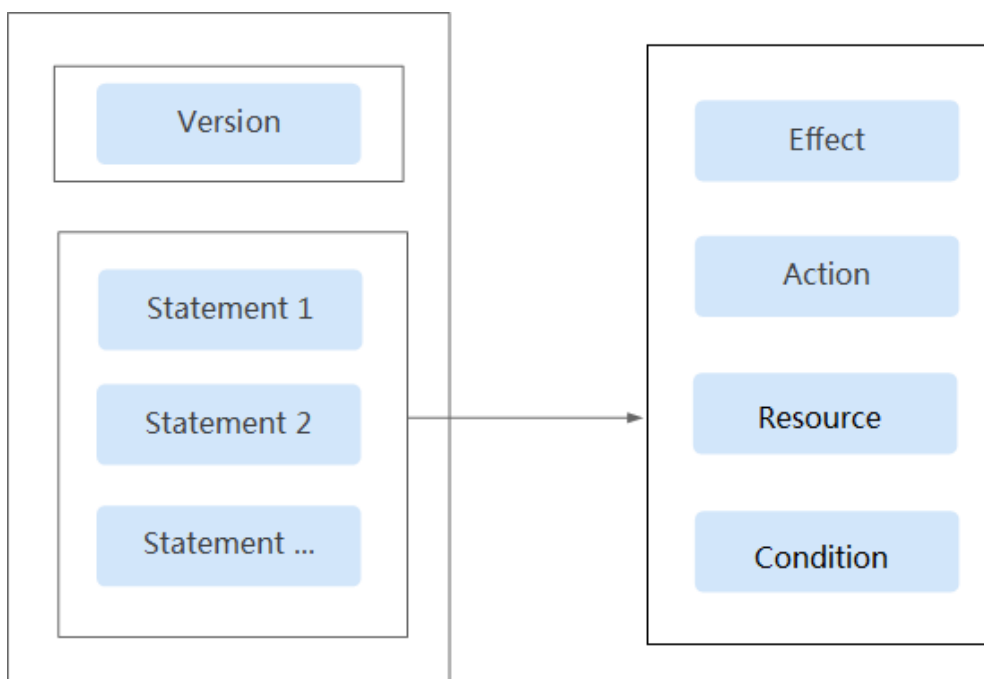 Version
Statement 1
Statement 2
Statement ...
Effect
Action
Resource
Condition